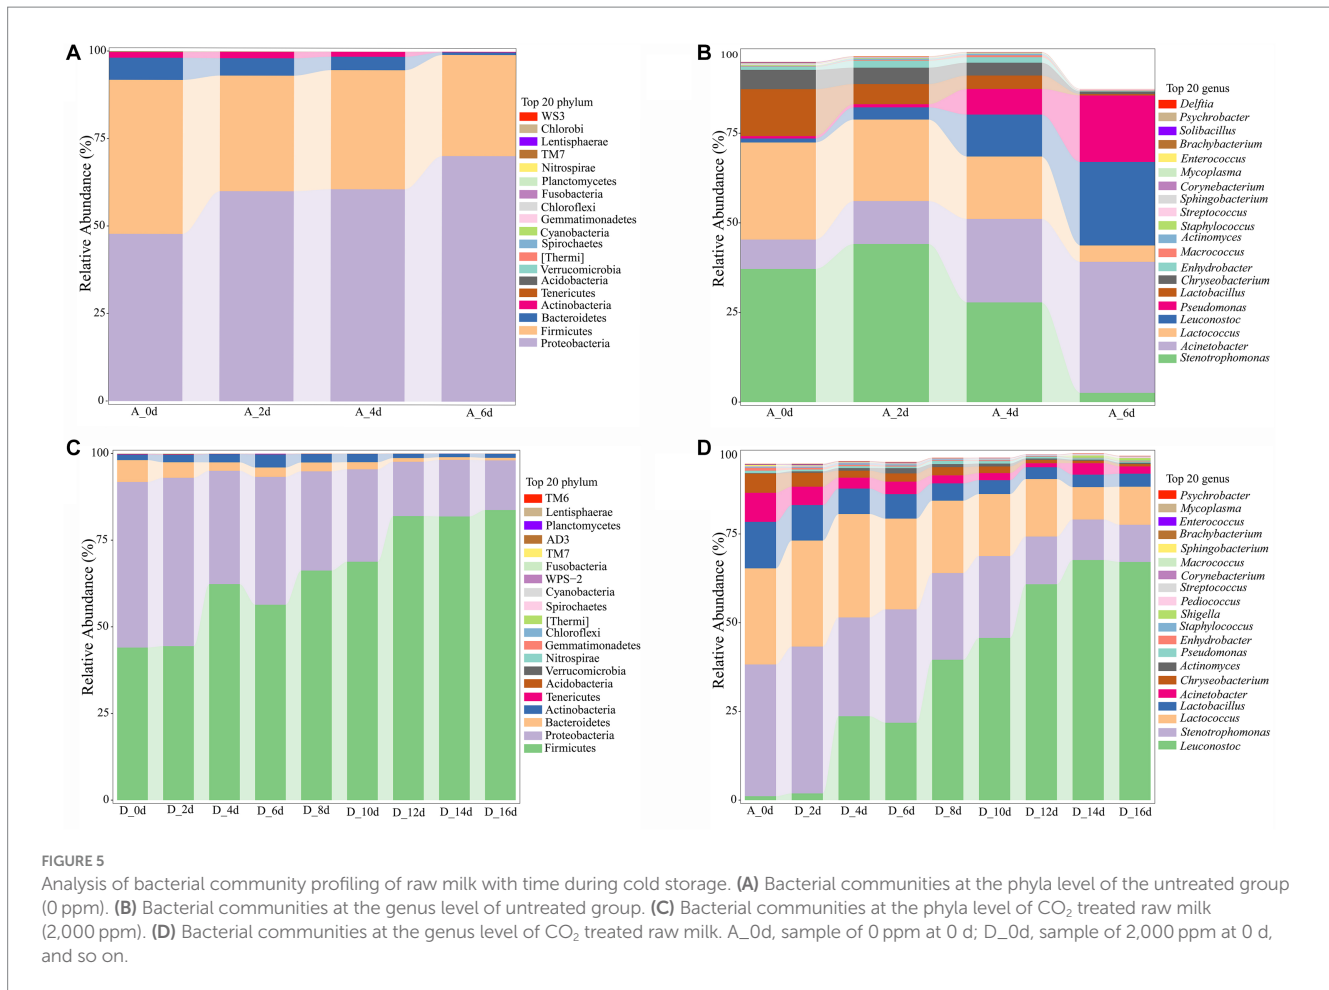 A
Relative Abundance (%)
100
75
50
25
0
A_0d
A_2d
A_4d
A_6d
Top 20 phylum
WS3
Chlorobi
Lentisphaerae
TM7
Nitrospirae
Planctomycetes
Fusobacteria
Chloroflexi
Gemmatimonadetes
Cyanobacteria
Spirochaetes
[Thermi]
Verrucomicrobia
Acidobacteria
Tenericutes
Actinobacteria
Bacteroidetes
Firmicutes
Proteobacteria
B
Relative Abundance (%)
100
75
50
25
0
A_0d
A_2d
A_4d
A_6d
Top 20 genus
Delftia
Psychrobacter
Solibacillus
Brachybacterium
Enterococcus
Mycoplasma
Corynebacterium
Sphingobacterium
Streptococcus
Staphylococcus
Actinomyces
Macrococcus
Enhydrobacter
Chryseobacterium
Lactobacillus
Pseudomonas
Leuconostoc
Lactococcus
Acinetobacter
Stenotrophomonas
C
Relative Abundance (%)
100
75
50
25
0
D_0d
D_2d
D_4d
D_6d
D_8d
D_10d
D_12d
D_14d
D_16d
Top 20 phylum
TM6
Lentisphaerae
Planctomycetes
AD3
TM7
Fusobacteria
WPS−2
Cyanobacteria
Spirochaetes
[Thermi]
Chloroflexi
Gemmatimonadetes
Nitrospirae
Verrucomicrobia
Acidobacteria
Tenericutes
Actinobacteria
Bacteroidetes
Proteobacteria
Firmicutes
D
Relative Abundance (%)
100
75
50
25
0
A_0d
D_2d
D_4d
D_6d
D_8d
D_10d
D_12d
D_14d
D_16d
Top 20 genus
Psychrobacter
Mycoplasma
Enterococcus
Brachybacterium
Sphingobacterium
Macrococcus
Corynebacterium
Streptococcus
Pediococcus
Shigella
Staphylococcus
Enhydrobacter
Pseudomonas
Actinomyces
Chryseobacterium
Acinetobacter
Lactobacillus
Lactococcus
Stenotrophomonas
Leuconostoc
FIGURE 5
Analysis of bacterial community profiling of raw milk with time during cold storage. (A) Bacterial communities at the phyla level of the untreated group
(0 ppm). (B) Bacterial communities at the genus level of untreated group. (C) Bacterial communities at the phyla level of CO₂ treated raw milk
(2,000 ppm). (D) Bacterial communities at the genus level of CO₂ treated raw milk. A_0d, sample of 0 ppm at 0 d; D_0d, sample of 2,000 ppm at 0 d,
and so on.